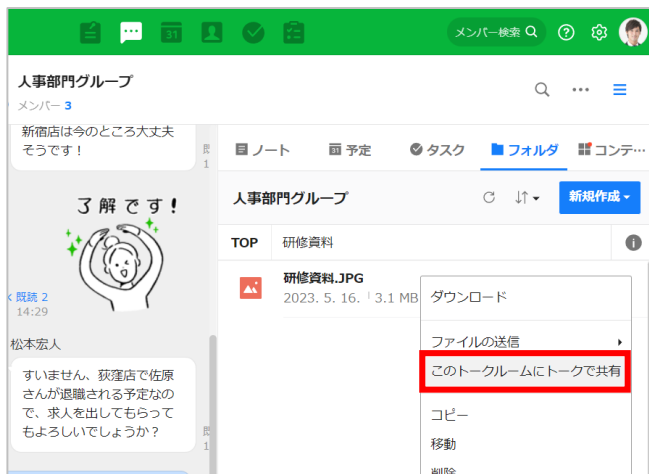 31
メンバー検索
?
人事部門グループ
メンバー 3
新宿店は今のところ大丈夫
そうです！
1
了解です！
既読 2
14:29
松本宏人
すいません、荻窪店で佐原
さんが退職される予定なの
で、求人を出してもらって
もよろしいでしょうか？
1
ノート
31 予定
タスク
フォルダ
コンテ…
人事部門グループ
新規作成
TOP
研修資料
研修資料.JPG
2023. 5. 16. 3.1 MB
ダウンロード
ファイルの送信
このトークルームにトークで共有
コピー
移動
削除